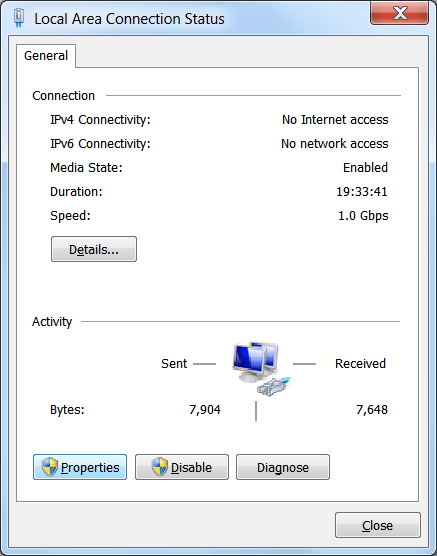 Local Area Connection Status
General
Connection
IPv4 Connectivity: No Internet access
IPv6 Connectivity: No network access
Media State: Enabled
Duration: 19:33:41
Speed: 1.0 Gbps
Details...
Activity
Sent Received
Bytes: 7,904 7,648
Properties Disable Diagnose
Close